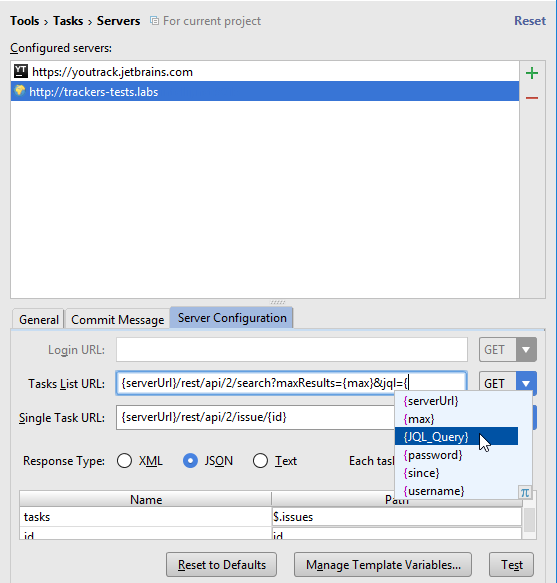 Tools › Tasks › Servers For current project Reset
Configured servers:
YT https://youtrack.jetbrains.com
http://trackers-tests.labs
General Commit Message Server Configuration
Login URL: GET
Tasks List URL: {serverUrl}/rest/api/2/search?maxResults={max}&jql={ GET
{serverUrl}
Single Task URL: {serverUrl}/rest/api/2/issue/{id}
{max}
{JQL_Query}
{password}
Response Type: XML JSON Text Each task
{since}
{username} π
Name Path
tasks $.issues
id id
Reset to Defaults Manage Template Variables... Test